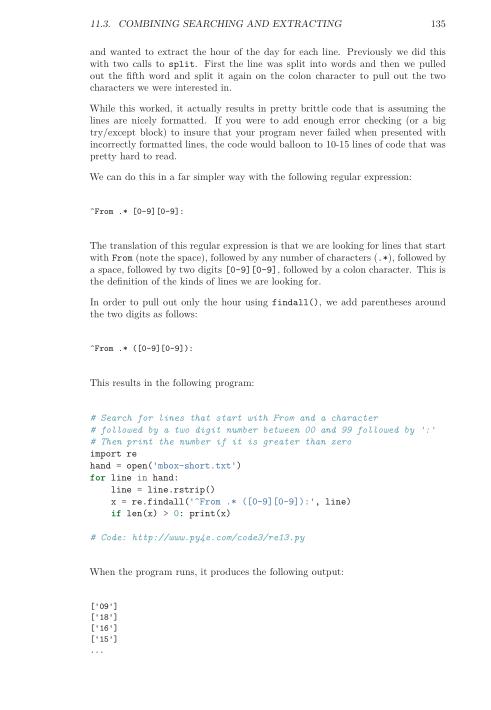 11.3. COMBINING SEARCHING AND EXTRACTING 135
and wanted to extract the hour of the day for each line. Previously we did this
with two calls to split. First the line was split into words and then we pulled
out the fifth word and split it again on the colon character to pull out the two
characters we were interested in.
While this worked, it actually results in pretty brittle code that is assuming the
lines are nicely formatted. If you were to add enough error checking (or a big
try/except block) to insure that your program never failed when presented with
incorrectly formatted lines, the code would balloon to 10-15 lines of code that was
pretty hard to read.
We can do this in a far simpler way with the following regular expression:
^From .* [0-9][0-9]:
The translation of this regular expression is that we are looking for lines that start
with From (note the space), followed by any number of characters (.*), followed by
a space, followed by two digits [0-9][0-9], followed by a colon character. This is
the definition of the kinds of lines we are looking for.
In order to pull out only the hour using findall(), we add parentheses around
the two digits as follows:
^From .* ([0-9][0-9]):
This results in the following program:
# Search for lines that start with From and a character
# followed by a two digit number between 00 and 99 followed by ':'
# Then print the number if it is greater than zero
import re
hand = open('mbox-short.txt')
for line in hand:
    line = line.rstrip()
    x = re.findall('^From .* ([0-9][0-9]):', line)
    if len(x) > 0: print(x)
# Code: http://www.py4e.com/code3/re13.py
When the program runs, it produces the following output:
['09']
['18']
['16']
['15']
...